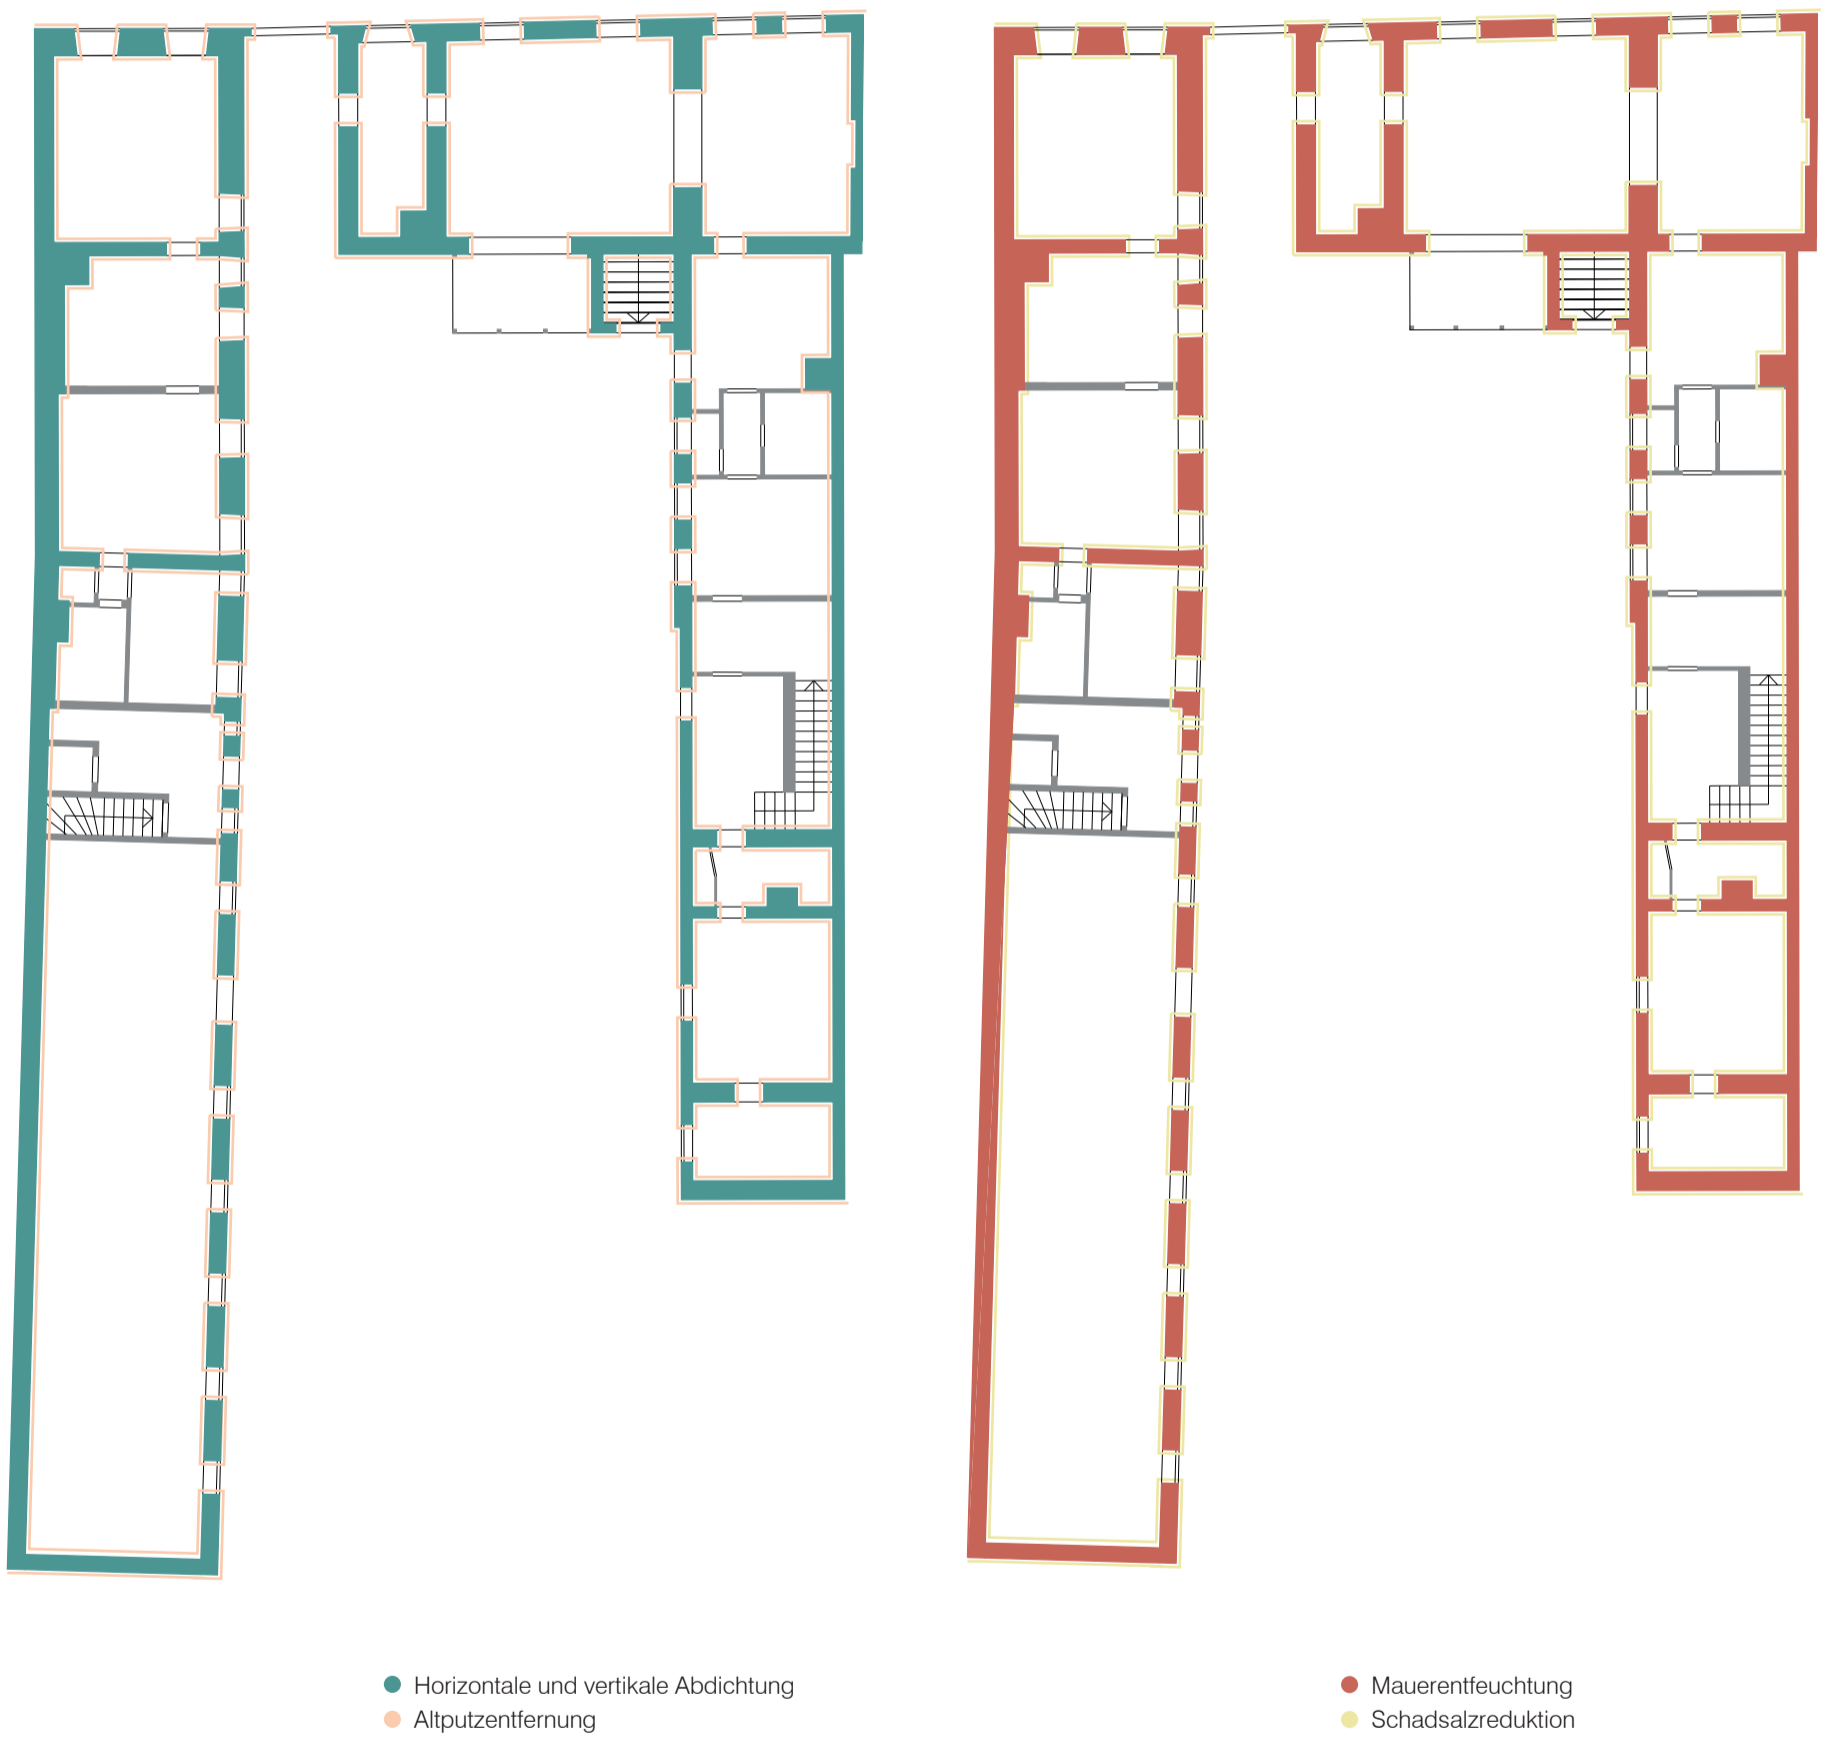 Horizontale und vertikale Abdichtung
Altputzentfernung
Mauerentfeuchtung
Schadsalzreduktion